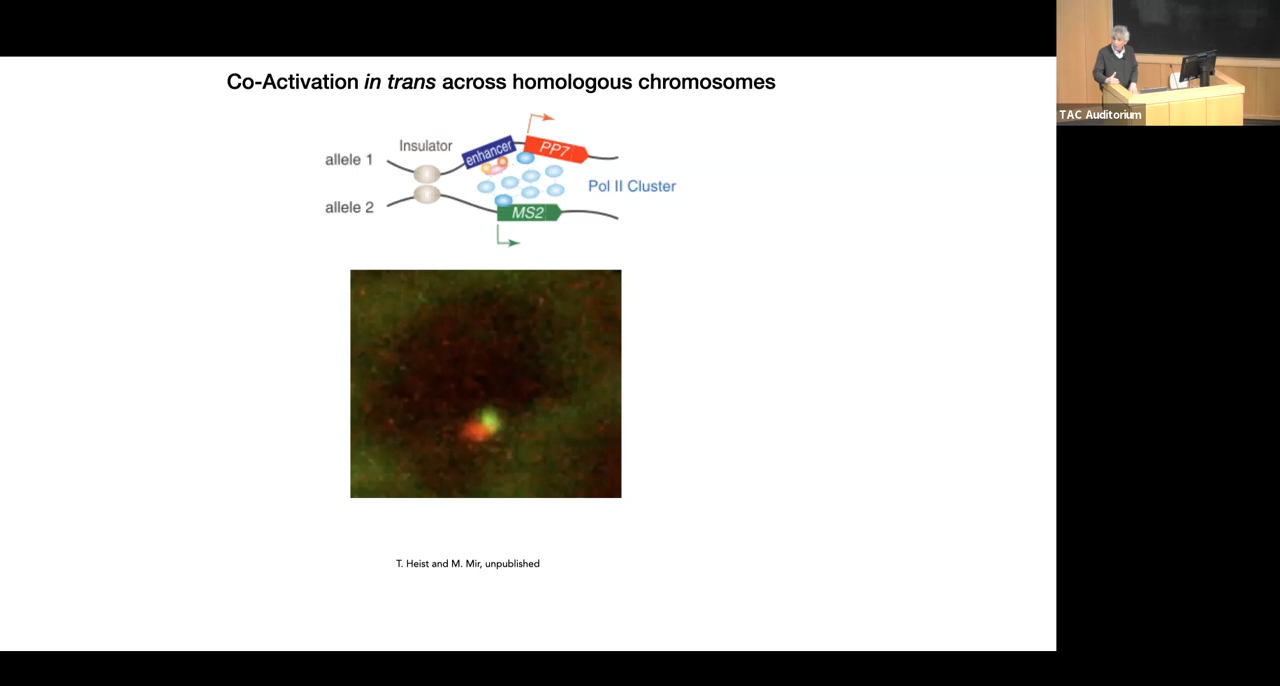 Co-Activation in trans across homologous chromosomes
Insulator
enhancer
PP7
allele 1
Pol II Cluster
allele 2
MS2
T. Heist and M. Mir, unpublished
TAC Auditorium